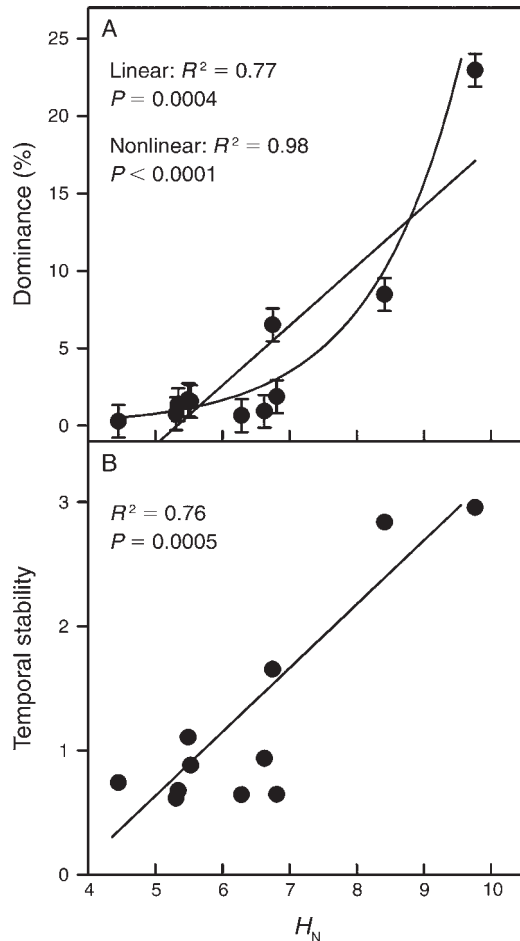 A
25
Linear: R² = 0.77
P = 0.0004
20
Nonlinear: R² = 0.98
P < 0.0001
15
Dominance (%)
10
5
0
B
3
R² = 0.76
P = 0.0005
2
Temporal stability
1
0
4 5 6 7 8 9 10
H_N